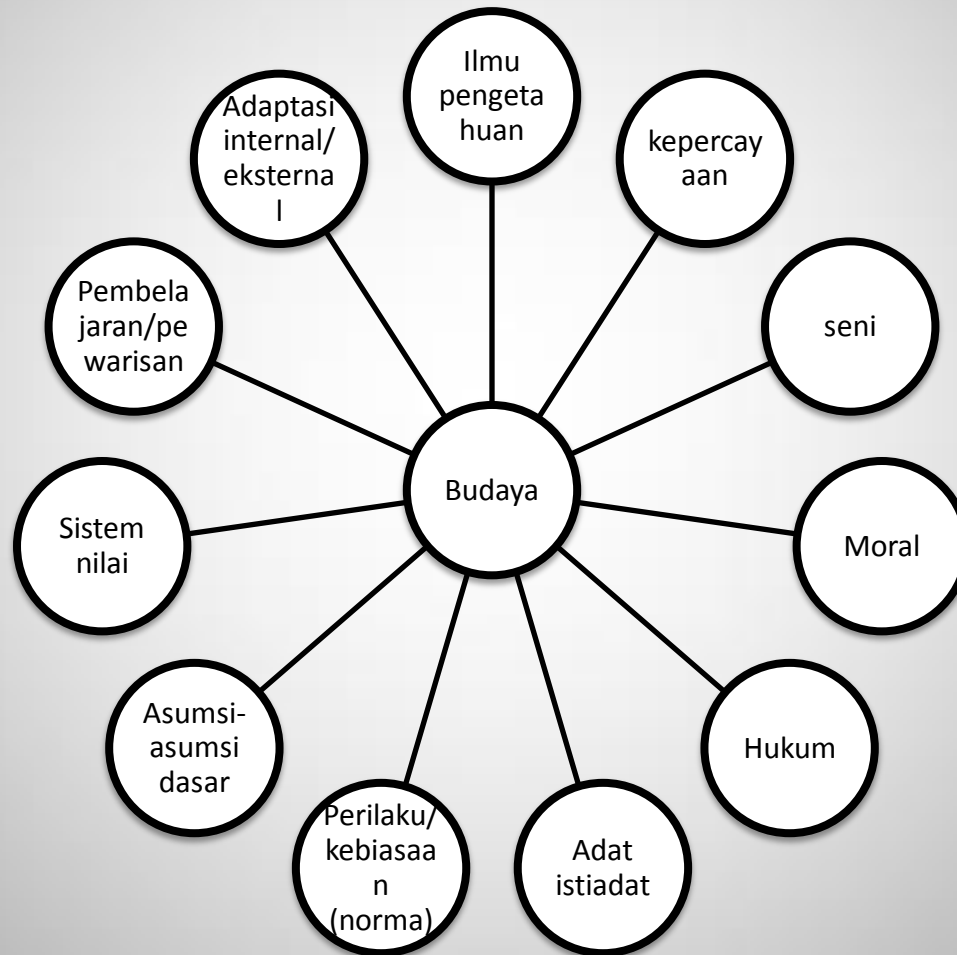 Ilmu
pengeta
huan
kepercay
aan
seni
Moral
Hukum
Adat
istiadat
Perilaku/
kebiasaa
n
(norma)
Asumsi-
asumsi
dasar
Sistem
nilai
Pembela
jaran/pe
warisan
Adaptasi
internal/
eksterna
l
Budaya